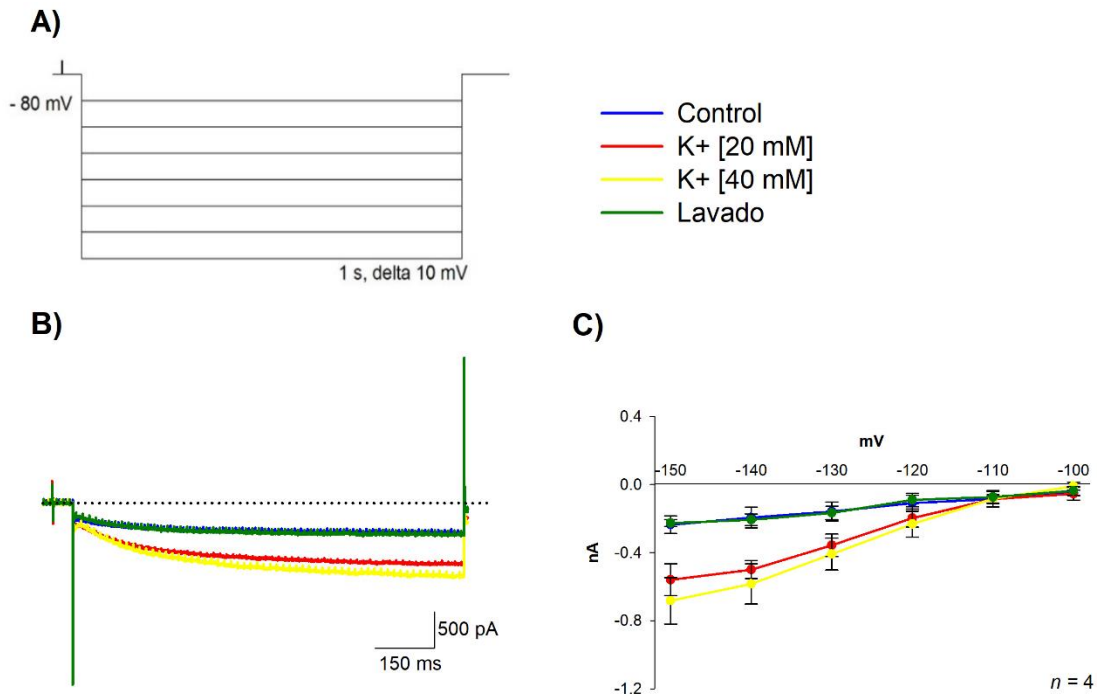 A)
- 80 mV
1 s, delta 10 mV
Control
K+ [20 mM]
K+ [40 mM]
Lavado
B)
500 pA
150 ms
C)
0.4
mV
-150 -140 -130 -120 -110 -100
0.0
-0.4
nA
-0.8
-1.2
n = 4